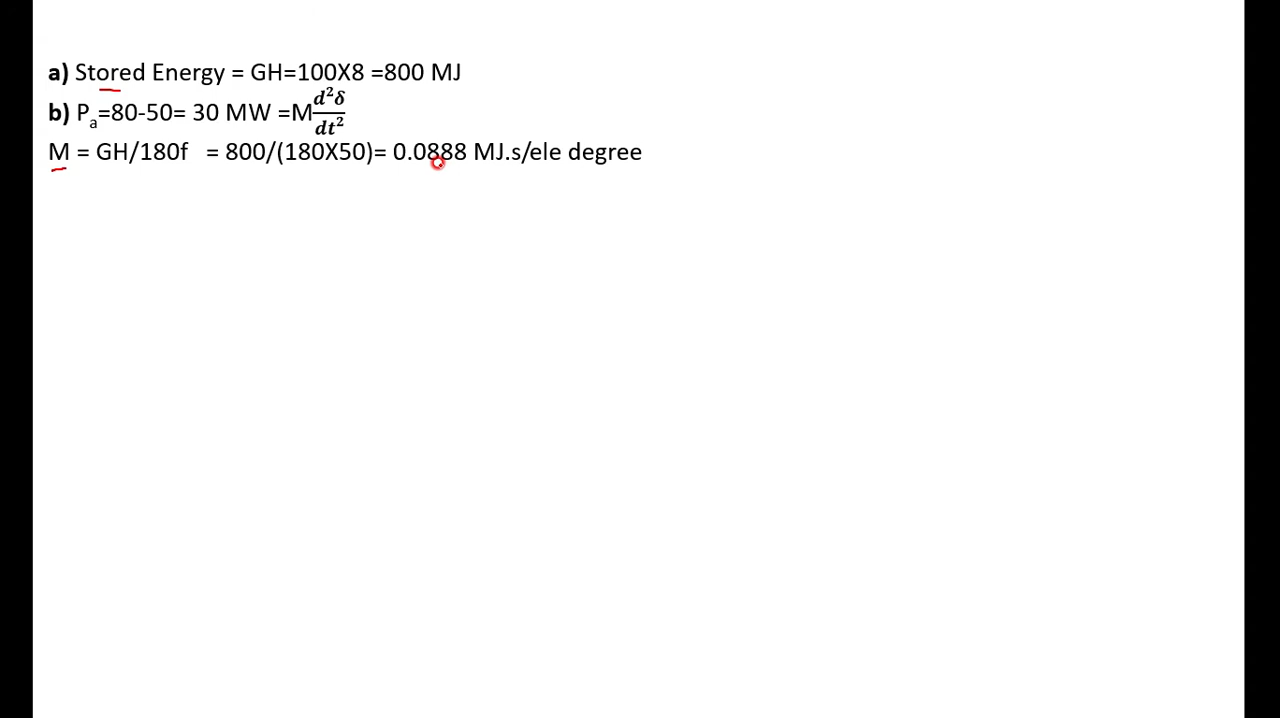 a) Stored Energy = GH=100X8 =800 MJ
b) Pₐ=80-50= 30 MW =M d²δ/dt²
M = GH/180f = 800/(180X50)= 0.0888 MJ.s/ele degree